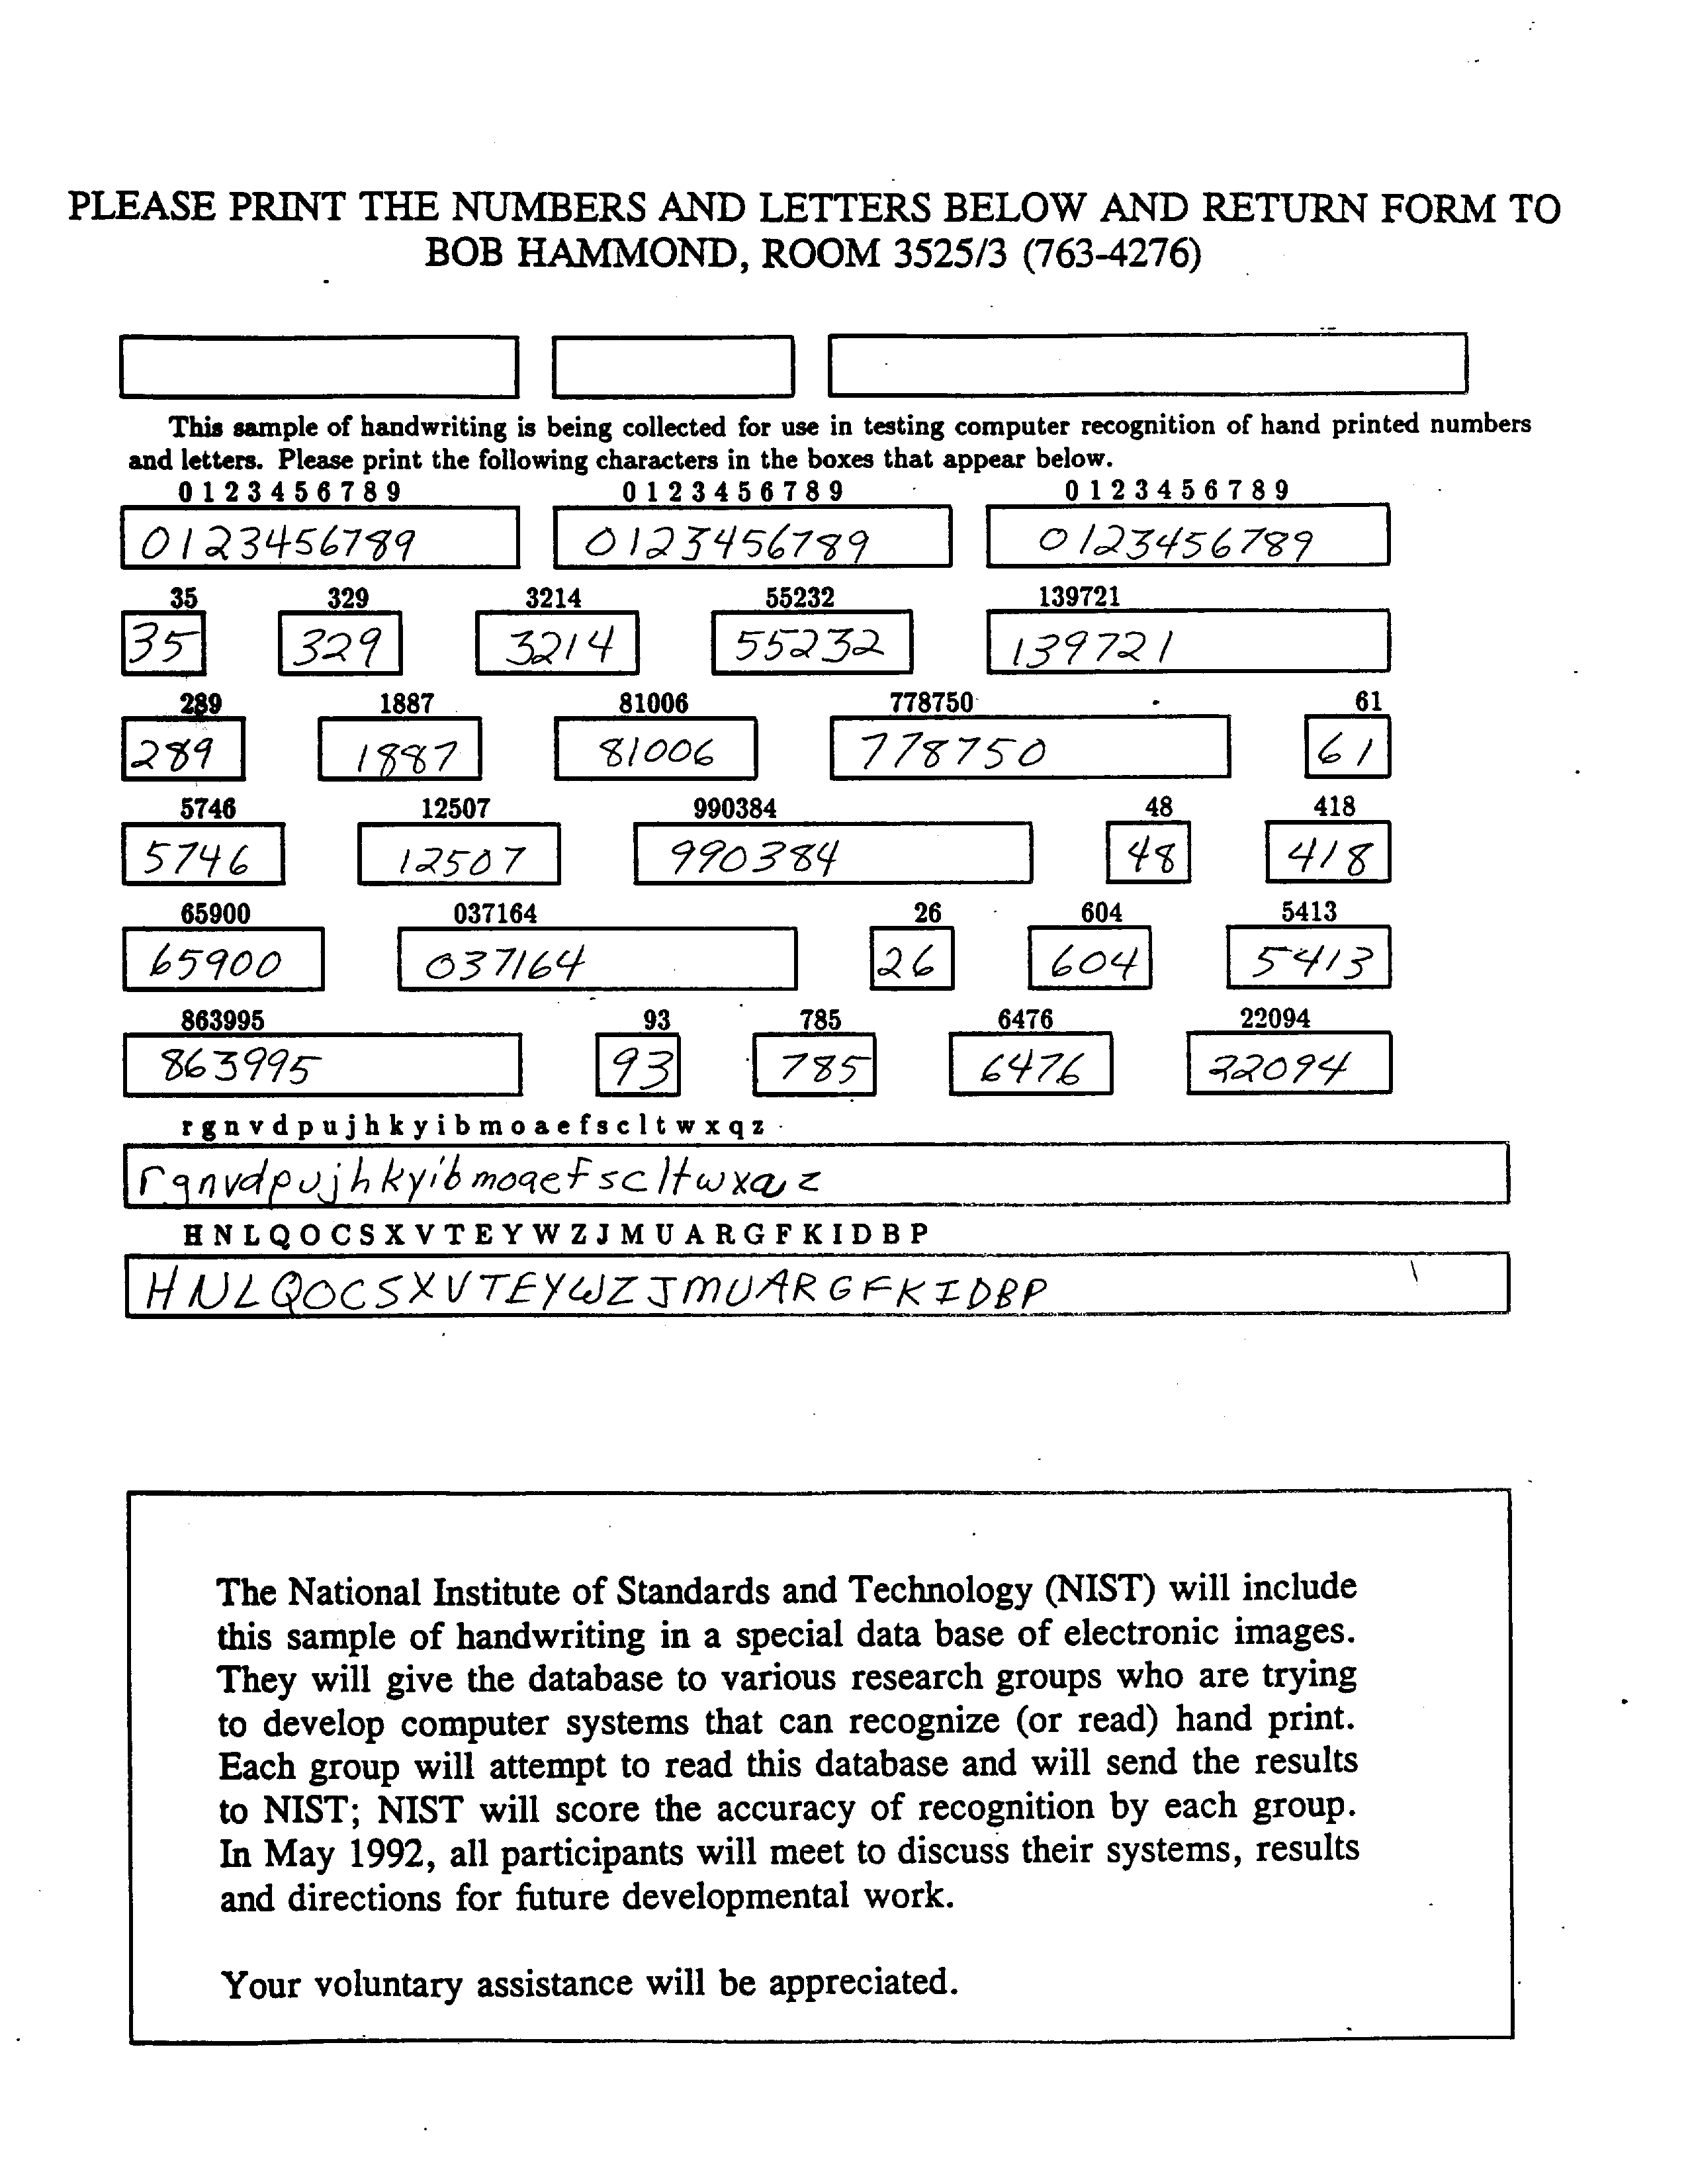 PLEASE PRINT THE NUMBERS AND LETTERS BELOW AND RETURN FORM TO
BOB HAMMOND, ROOM 3525/3 (763-4276)
This sample of handwriting is being collected for use in testing computer recognition of hand printed numbers
and letters. Please print the following characters in the boxes that appear below.
0 1 2 3 4 5 6 7 8 9 0 1 2 3 4 5 6 7 8 9 0 1 2 3 4 5 6 7 8 9
0123456789 0123456789 0123456789
35 329 3214 55232 139721
35 329 3214 55232 139721
289 1887 81006 778750 61
289 1887 81006 778750 61
5746 12507 990384 48 418
5746 12507 990384 48 418
65900 037164 26 604 5413
65900 037164 26 604 5413
863995 93 785 6476 22094
863995 93 785 6476 22094
r g n v d p u j h k y i b m o a e f s c l t w x q z
rgnvdpujhkyibmoaefscltwxqz
H N L Q O C S X V T E Y W Z J M U A R G F K I D B P
HNLQOCSXVTEYWZJMUARGFKIDBP
The National Institute of Standards and Technology (NIST) will include
this sample of handwriting in a special data base of electronic images.
They will give the database to various research groups who are trying
to develop computer systems that can recognize (or read) hand print.
Each group will attempt to read this database and will send the results
to NIST; NIST will score the accuracy of recognition by each group.
In May 1992, all participants will meet to discuss their systems, results
and directions for future developmental work.
Your voluntary assistance will be appreciated.